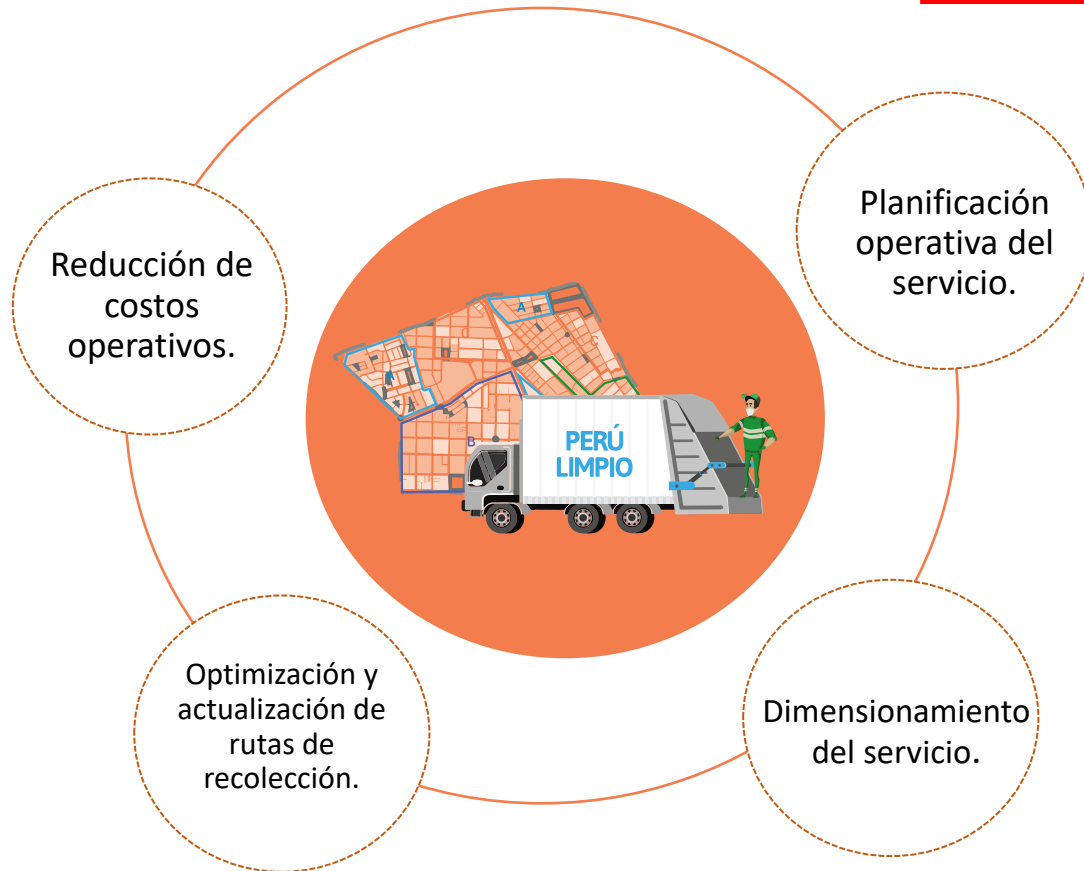 Planificación
operativa del
servicio.
Reducción de
costos
operativos.
A
C
C
A
B
PERÚ
LIMPIO
Optimización y
actualización de
rutas de
recolección.
Dimensionamiento
del servicio.